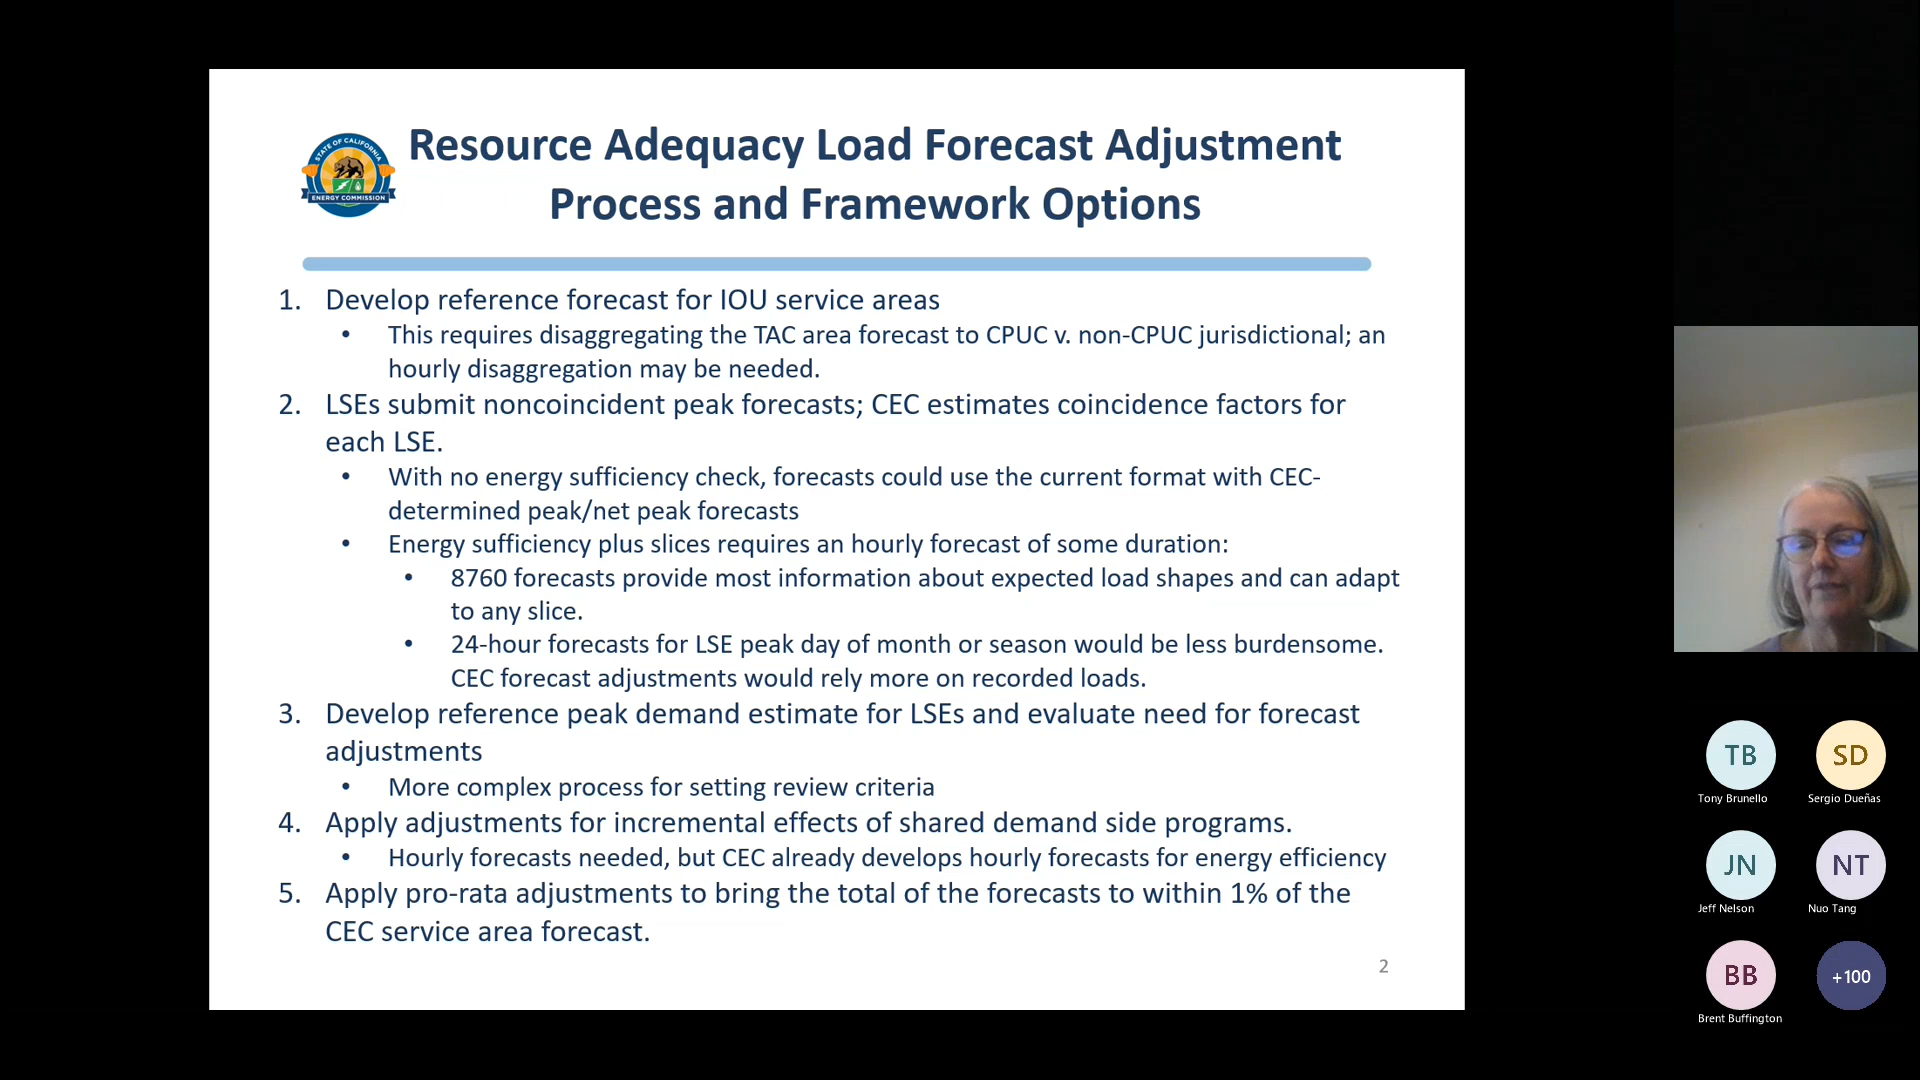 STATE OF CALIFORNIA
ENERGY COMMISSION
Resource Adequacy Load Forecast Adjustment
Process and Framework Options
1. Develop reference forecast for IOU service areas
• This requires disaggregating the TAC area forecast to CPUC v. non-CPUC jurisdictional; an
hourly disaggregation may be needed.
2. LSEs submit noncoincident peak forecasts; CEC estimates coincidence factors for
each LSE.
• With no energy sufficiency check, forecasts could use the current format with CEC-
determined peak/net peak forecasts
• Energy sufficiency plus slices requires an hourly forecast of some duration:
• 8760 forecasts provide most information about expected load shapes and can adapt
to any slice.
• 24-hour forecasts for LSE peak day of month or season would be less burdensome.
CEC forecast adjustments would rely more on recorded loads.
3. Develop reference peak demand estimate for LSEs and evaluate need for forecast
adjustments
• More complex process for setting review criteria
4. Apply adjustments for incremental effects of shared demand side programs.
• Hourly forecasts needed, but CEC already develops hourly forecasts for energy efficiency
5. Apply pro-rata adjustments to bring the total of the forecasts to within 1% of the
CEC service area forecast.
2
TB
Tony Brunello
SD
Sergio Dueñas
JN
Jeff Nelson
NT
Nuo Tang
BB
Brent Buffington
+100